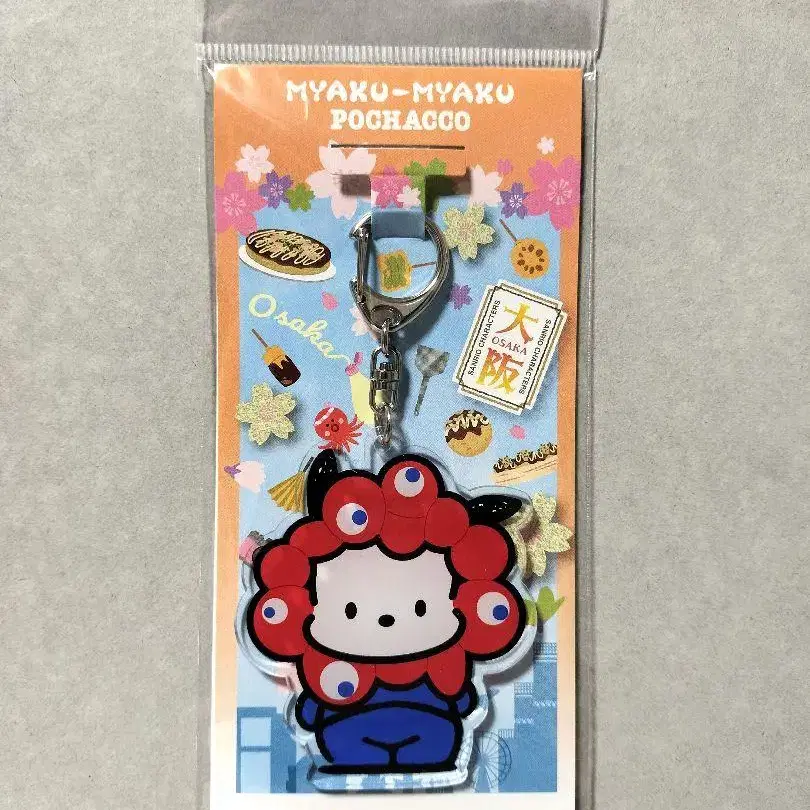 MYAKU-MYAKU
POCHACCO
Osaka
SANRIO CHARACTERS
大
OSAKA
阪
SANRIO CHARACTERS